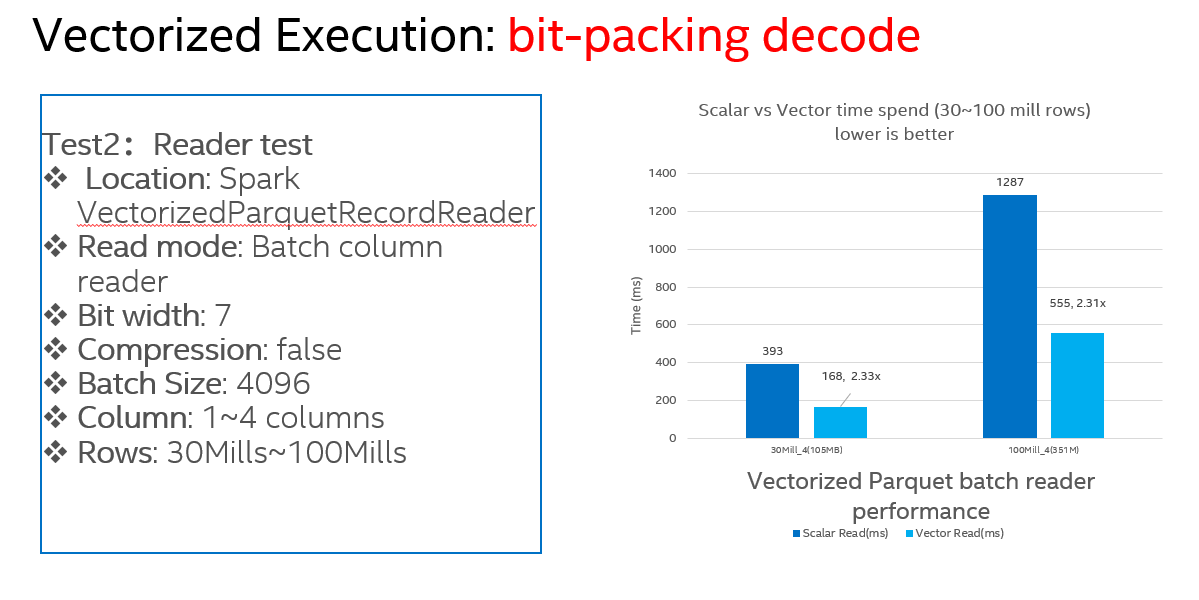 Vectorized Execution: bit-packing decode
Test2：Reader test
❖ Location: Spark
VectorizedParquetRecordReader
❖ Read mode: Batch column
reader
❖ Bit width: 7
❖ Compression: false
❖ Batch Size: 4096
❖ Column: 1~4 columns
❖ Rows: 30Mills~100Mills
Scalar vs Vector time spend (30~100 mill rows)
lower is better
Time (ms)
1400
1200
1000
800
600
400
200
0
393
168, 2.33x
1287
555, 2.31x
30Mill_4(105MB)
100Mill_4(351M)
Vectorized Parquet batch reader
performance
Scalar Read(ms)
Vector Read(ms)